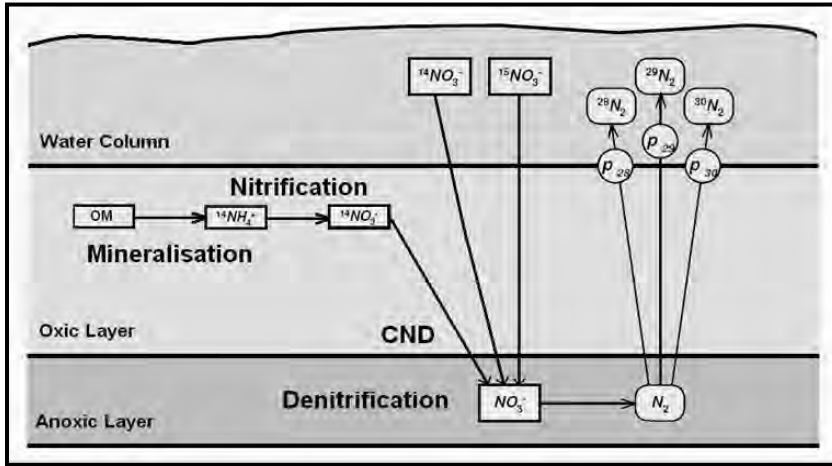 ¹⁴NO₃⁻ ¹⁵NO₃⁻ ²⁸N₂ ²⁹N₂ ³⁰N₂
Water Column
p₂₈ p₂₉ p₃₀
Nitrification
OM ¹⁴NH₄⁺ ¹⁴NO₃⁻
Mineralisation
Oxic Layer
CND
Denitrification NO₃⁻ N₂
Anoxic Layer